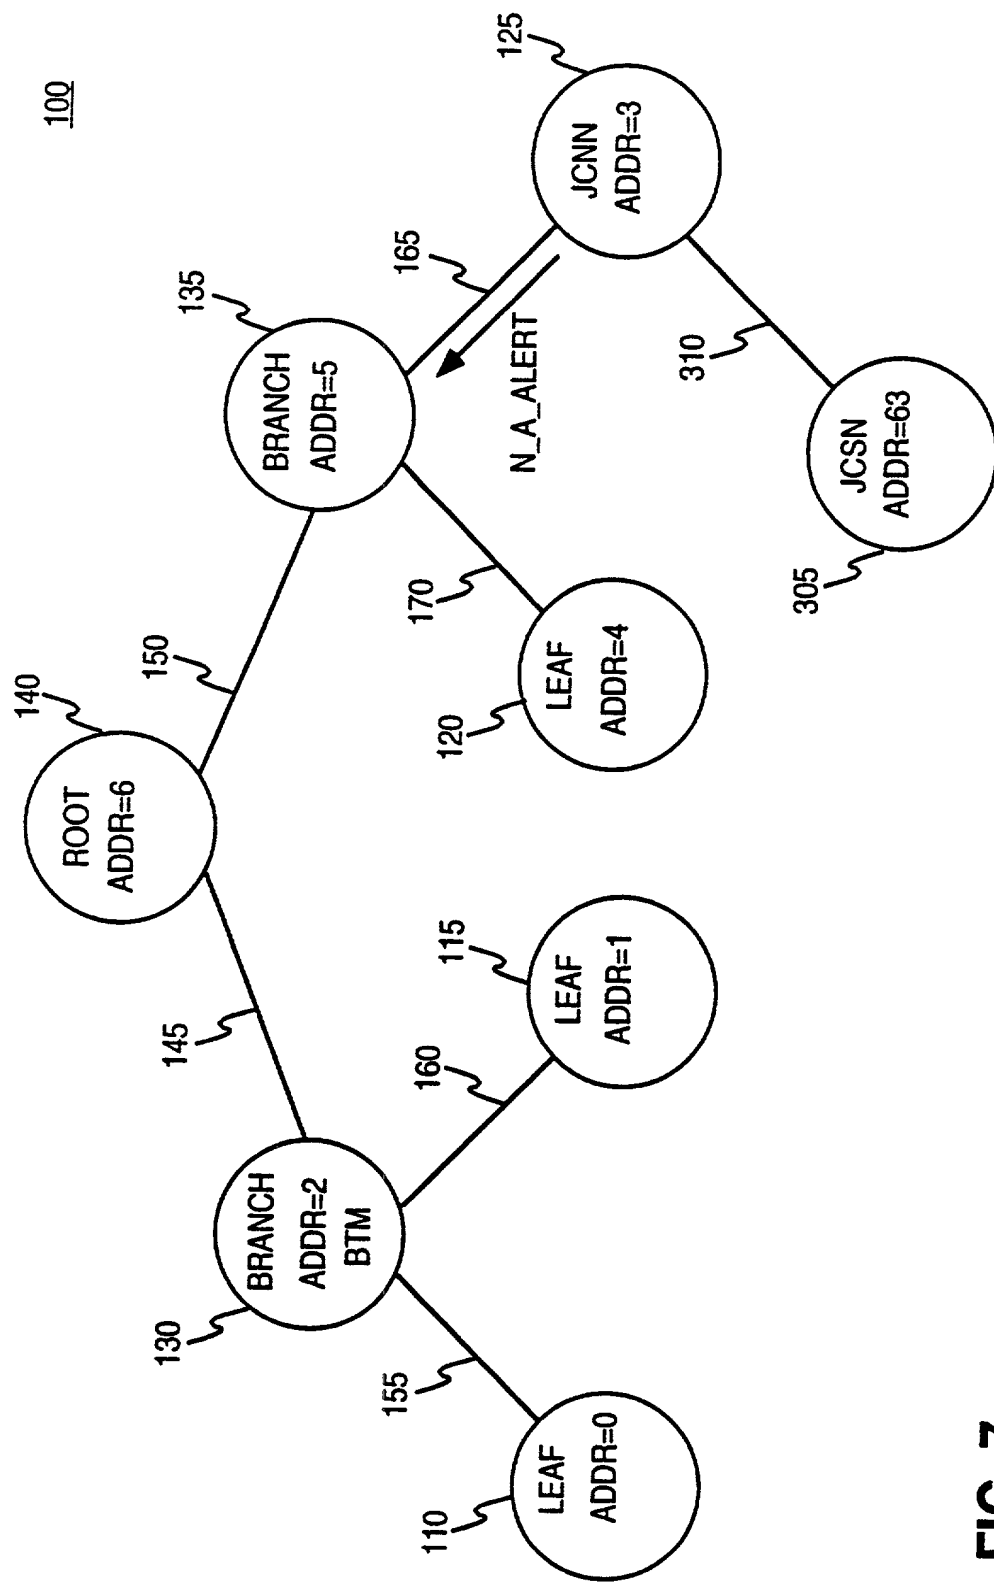 100
140
ROOT
ADDR=6
145
150
130
BRANCH
ADDR=2
BTM
135
BRANCH
ADDR=5
155
160
170
165
N_A_ALERT
110
LEAF
ADDR=0
115
LEAF
ADDR=1
120
LEAF
ADDR=4
125
JCNN
ADDR=3
310
305
JCSN
ADDR=63
FIG. 7